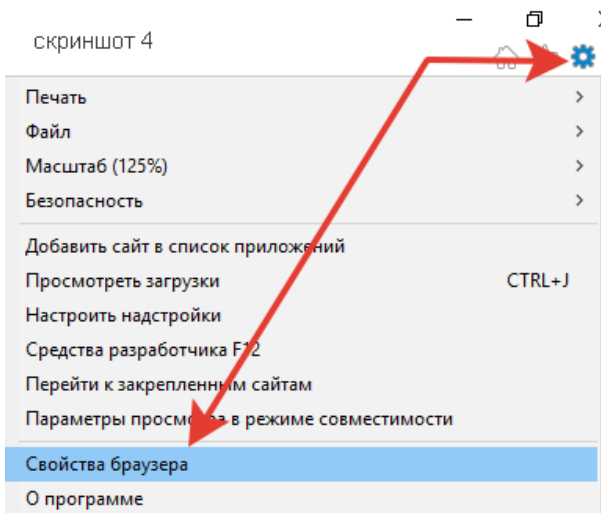 скриншот 4
Печать
Файл
Масштаб (125%)
Безопасность
Добавить сайт в список приложений
Просмотреть загрузки CTRL+J
Настроить надстройки
Средства разработчика F12
Перейти к закрепленным сайтам
Параметры просмотра в режиме совместимости
Свойства браузера
О программе